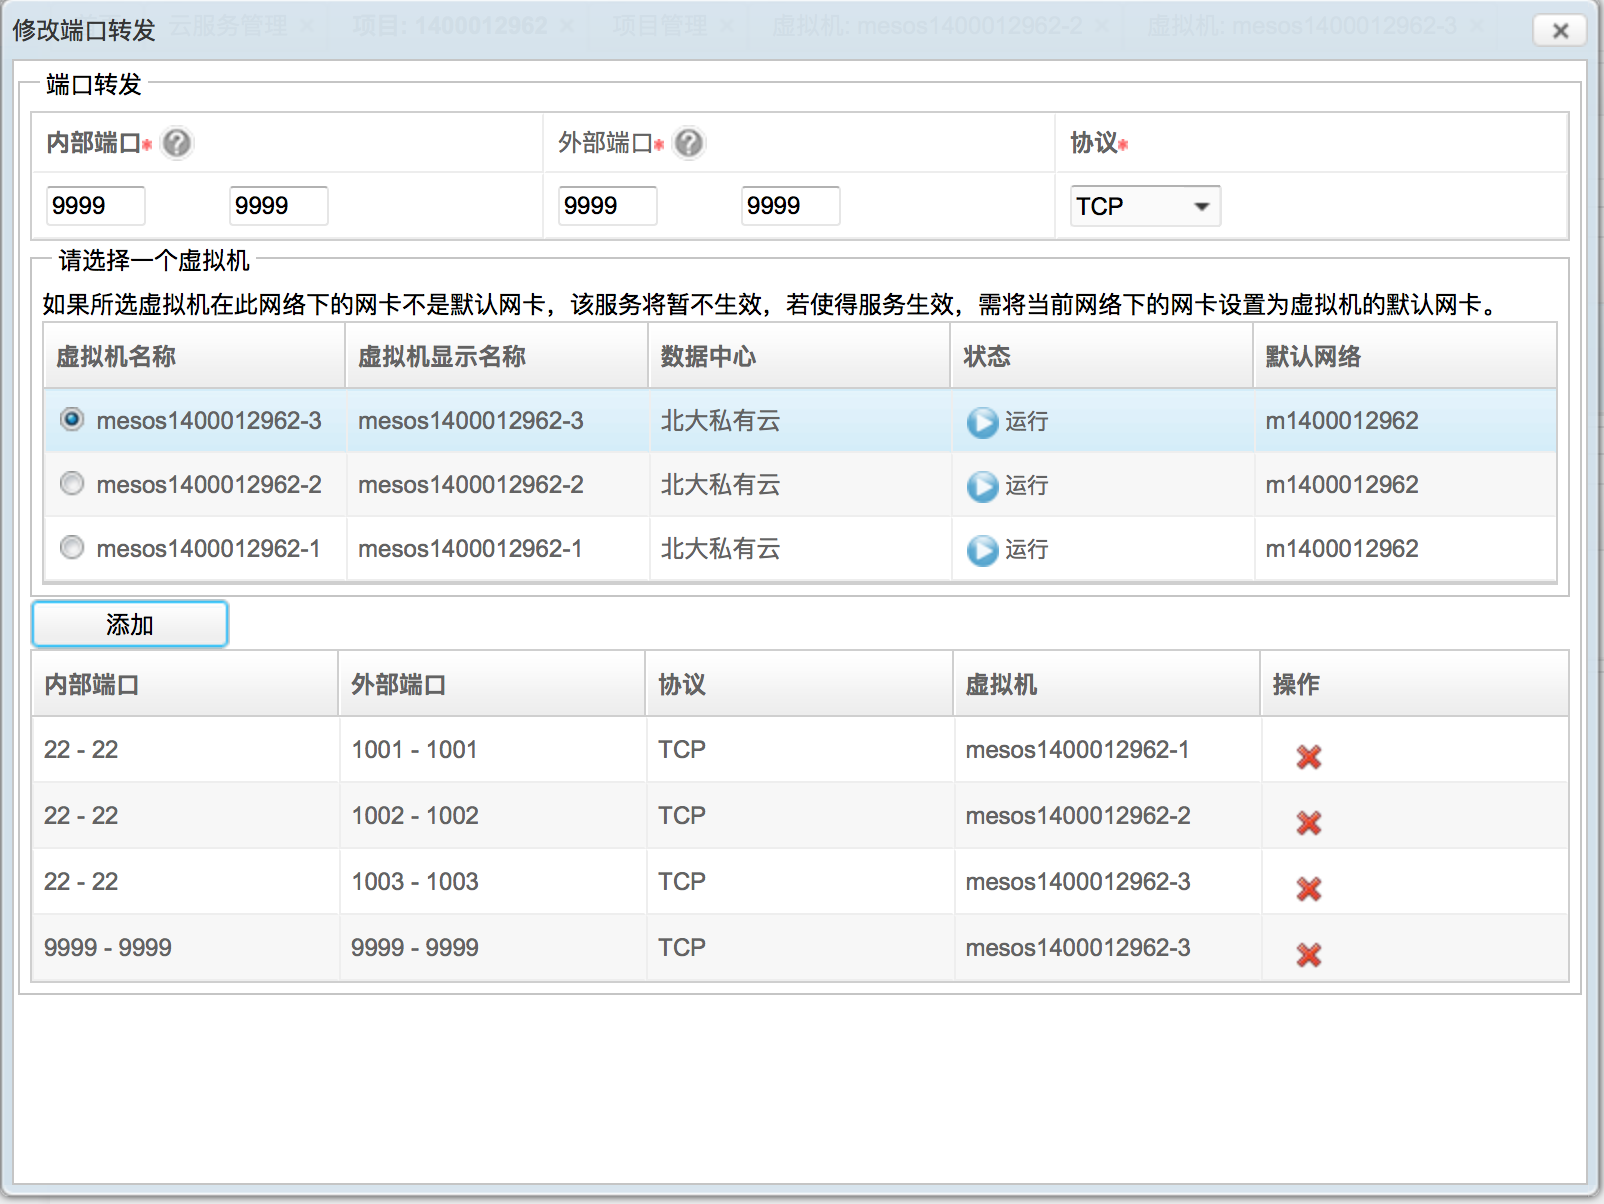 云服务管理 项目: 1400012962 项目管理 虚拟机: mesos1400012962-2 虚拟机: mesos1400012962-3
修改端口转发
端口转发
内部端口* 外部端口* 协议*
9999 9999 9999 9999 TCP
请选择一个虚拟机
如果所选虚拟机在此网络下的网卡不是默认网卡，该服务将暂不生效，若使得服务生效，需将当前网络下的网卡设置为虚拟机的默认网卡。
虚拟机名称 虚拟机显示名称 数据中心 状态 默认网络
mesos1400012962-3 mesos1400012962-3 北大私有云 运行 m1400012962
mesos1400012962-2 mesos1400012962-2 北大私有云 运行 m1400012962
mesos1400012962-1 mesos1400012962-1 北大私有云 运行 m1400012962
添加
内部端口 外部端口 协议 虚拟机 操作
22 - 22 1001 - 1001 TCP mesos1400012962-1
22 - 22 1002 - 1002 TCP mesos1400012962-2
22 - 22 1003 - 1003 TCP mesos1400012962-3
9999 - 9999 9999 - 9999 TCP mesos1400012962-3